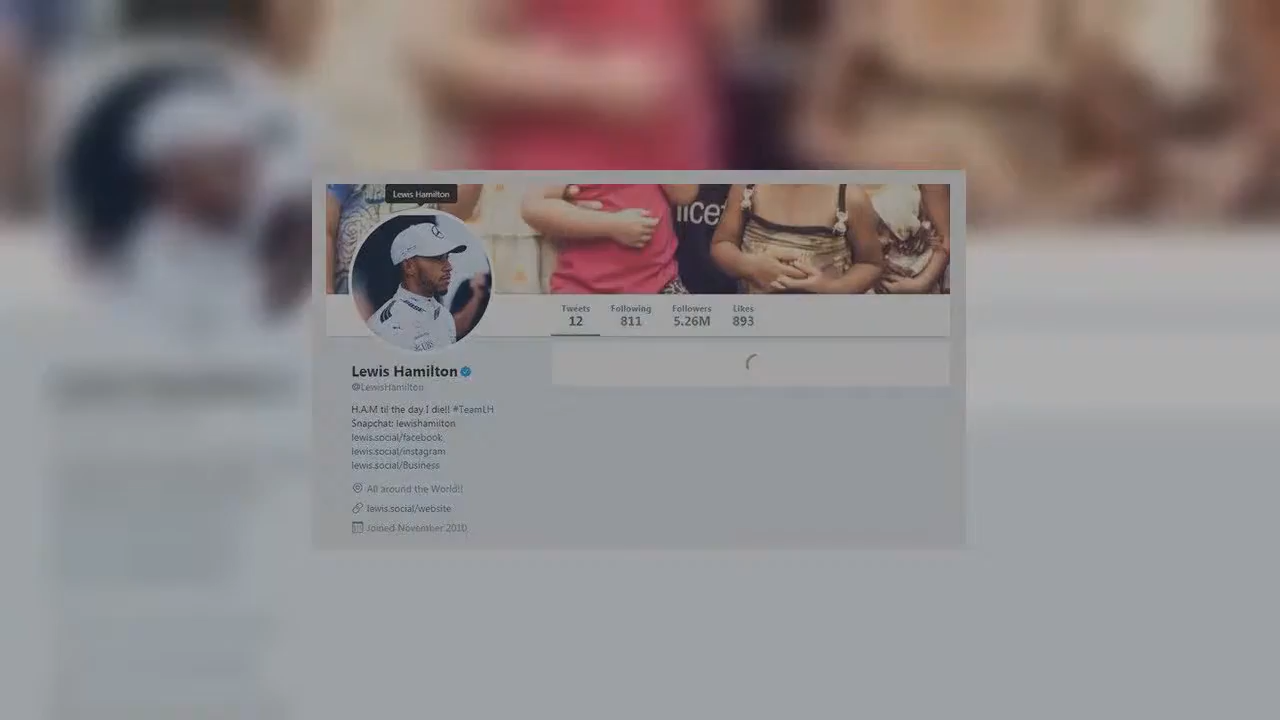 Lewis Hamilton
nicef
Tweets Following Followers Likes
12 811 5.26M 893
Lewis Hamilton
@LewisHamilton
H.A.M til the day I die!! #TeamLH
Snapchat: lewishamilton
lewis.social/facebook
lewis.social/instagram
lewis.social/Business
All around the World!!
lewis.social/website
Joined November 2010